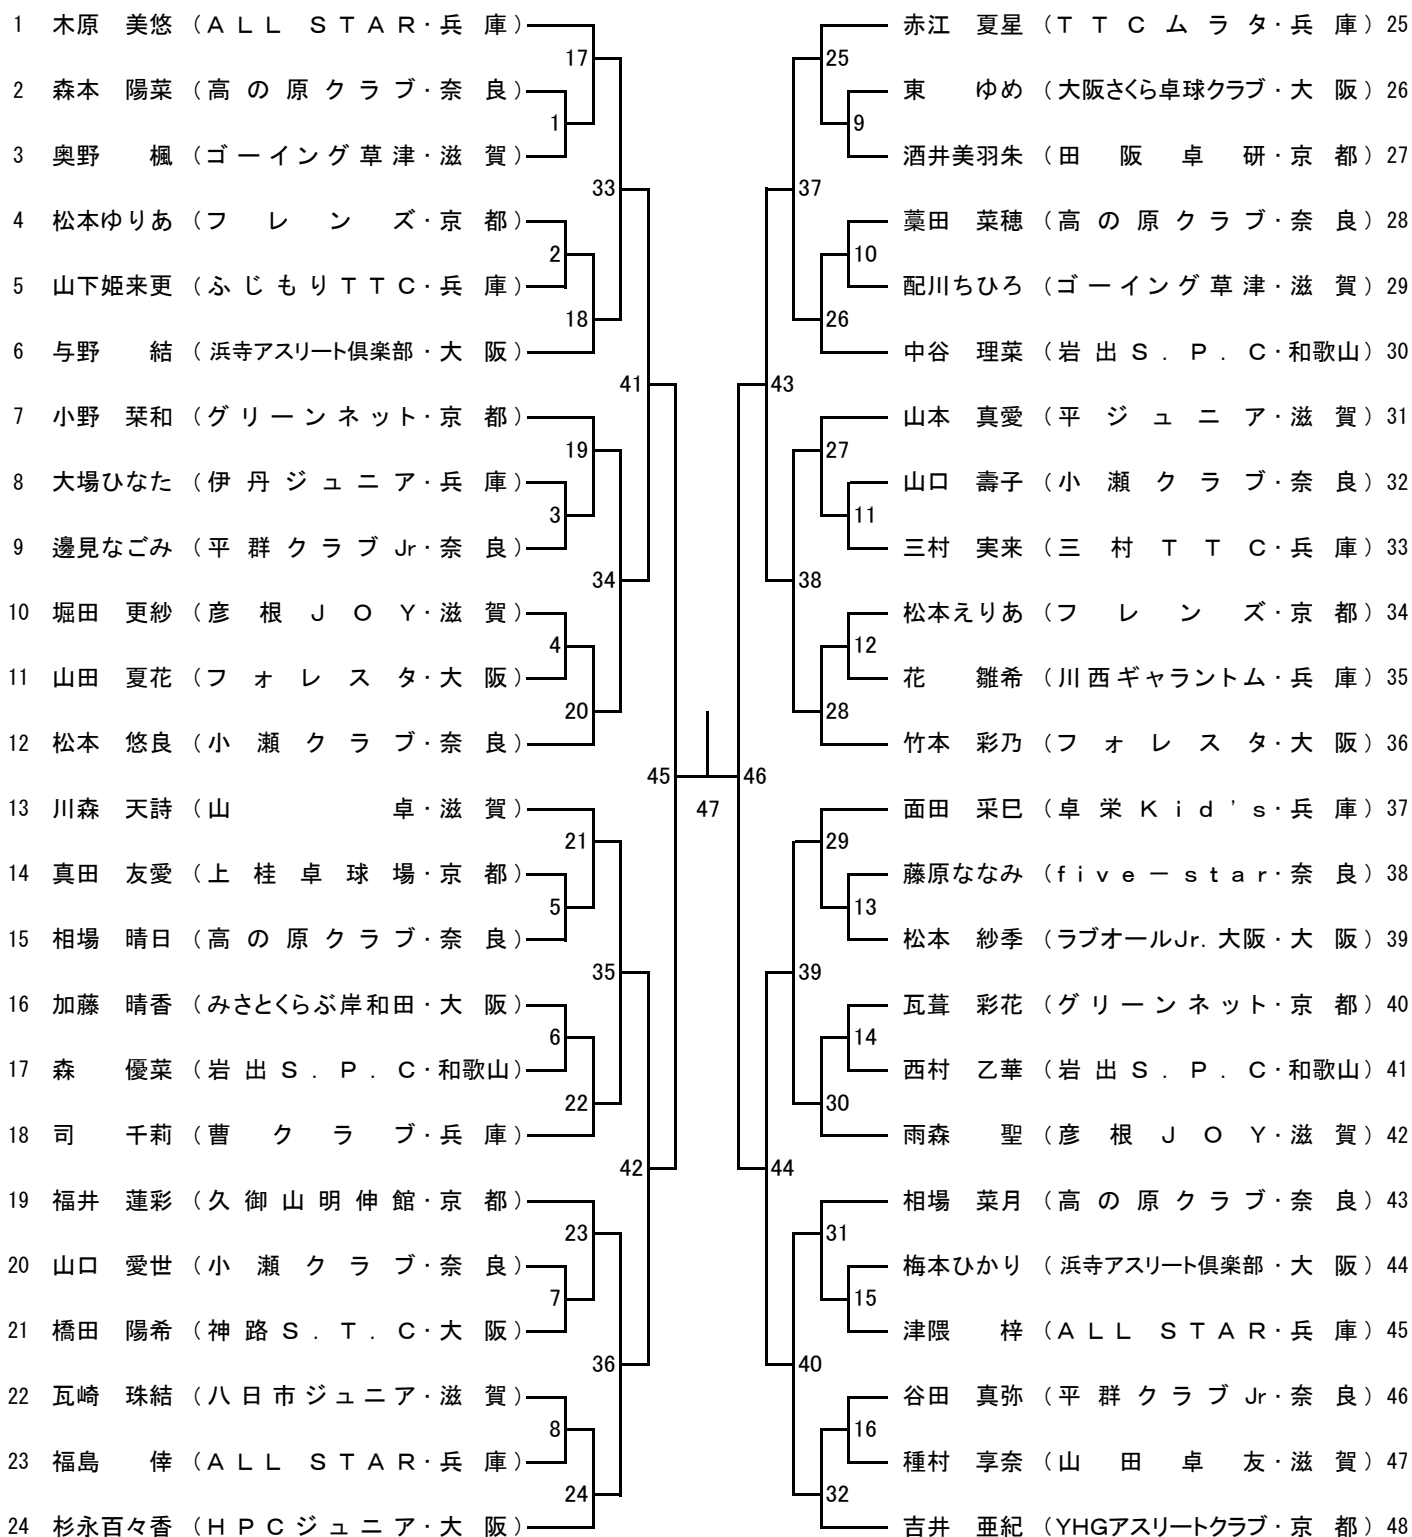 1 木原 美悠 (ALL STAR・兵 庫)
17
2 森本 陽菜 (高の原クラブ・奈 良)
1
3 奥野 楓 (ゴーイング草津・滋 賀)
33
4 松本ゆりあ (フレンズ・京 都)
2
5 山下姫来更 (ふじもりTTC・兵 庫)
18
6 与野 結 (浜寺アスリート倶楽部・大 阪)
41
7 小野 栞和 (グリーンネット・京 都)
19
8 大場ひなた (伊丹ジュニア・兵 庫)
3
9 邊見なごみ (平群クラブJr・奈 良)
34
10 堀田 更紗 (彦根JOY・滋 賀)
4
11 山田 夏花 (フォレスタ・大 阪)
20
12 松本 悠良 (小瀬クラブ・奈 良)
45
13 川森 天詩 (山 卓・滋 賀)
21
14 真田 友愛 (上桂卓球場・京 都)
5
15 相場 晴日 (高の原クラブ・奈 良)
35
16 加藤 晴香 (みさとくらぶ岸和田・大 阪)
6
17 森 優菜 (岩出S.P.C・和歌山)
22
18 司 千莉 (曹クラブ・兵 庫)
42
19 福井 蓮彩 (久御山明伸館・京 都)
23
20 山口 愛世 (小瀬クラブ・奈 良)
7
21 橋田 陽希 (神路S.T.C・大 阪)
36
22 瓦崎 珠結 (八日市ジュニア・滋 賀)
8
23 福島 倖 (ALL STAR・兵 庫)
24
24 杉永百々香 (HPCジュニア・大 阪)
47
赤江 夏星 (TTCムラタ・兵 庫) 25
25
東 ゆめ (大阪さくら卓球クラブ・大 阪) 26
9
酒井美羽朱 (田阪卓研・京 都) 27
37
藁田 菜穂 (高の原クラブ・奈 良) 28
10
配川ちひろ (ゴーイング草津・滋 賀) 29
26
中谷 理菜 (岩出S.P.C・和歌山) 30
43
山本 真愛 (平ジュニア・滋 賀) 31
27
山口 壽子 (小瀬クラブ・奈 良) 32
11
三村 実来 (三村TTC・兵 庫) 33
38
松本えりあ (フレンズ・京 都) 34
12
花 雛希 (川西ギャラントム・兵 庫) 35
28
竹本 彩乃 (フォレスタ・大 阪) 36
46
面田 采巳 (卓栄Kid's・兵 庫) 37
29
藤原ななみ (five-star・奈 良) 38
13
松本 紗季 (ラブオールJr.大阪・大 阪) 39
39
瓦葺 彩花 (グリーンネット・京 都) 40
14
西村 乙華 (岩出S.P.C・和歌山) 41
30
雨森 聖 (彦根JOY・滋 賀) 42
44
相場 菜月 (高の原クラブ・奈 良) 43
31
梅本ひかり (浜寺アスリート倶楽部・大 阪) 44
15
津隈 梓 (ALL STAR・兵 庫) 45
40
谷田 真弥 (平群クラブJr・奈 良) 46
16
種村 享奈 (山田卓友・滋 賀) 47
32
吉井 亜紀 (YHGアスリートクラブ・京 都) 48